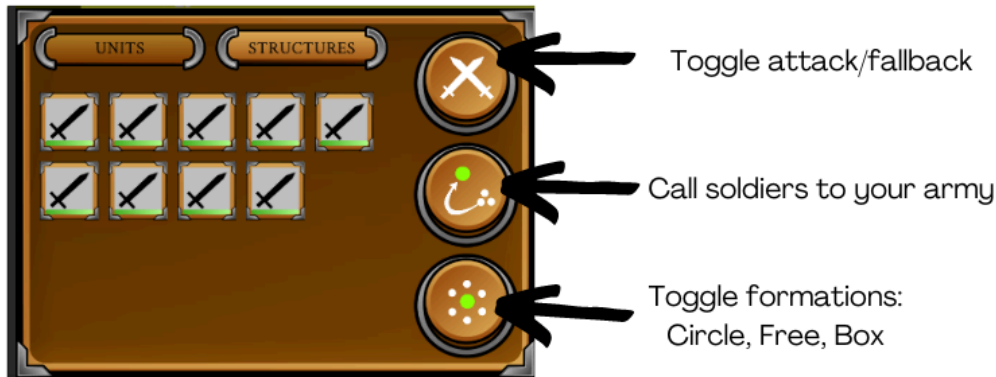 UNITS
STRUCTURES
Toggle attack/fallback
Call soldiers to your army
Toggle formations:
Circle, Free, Box